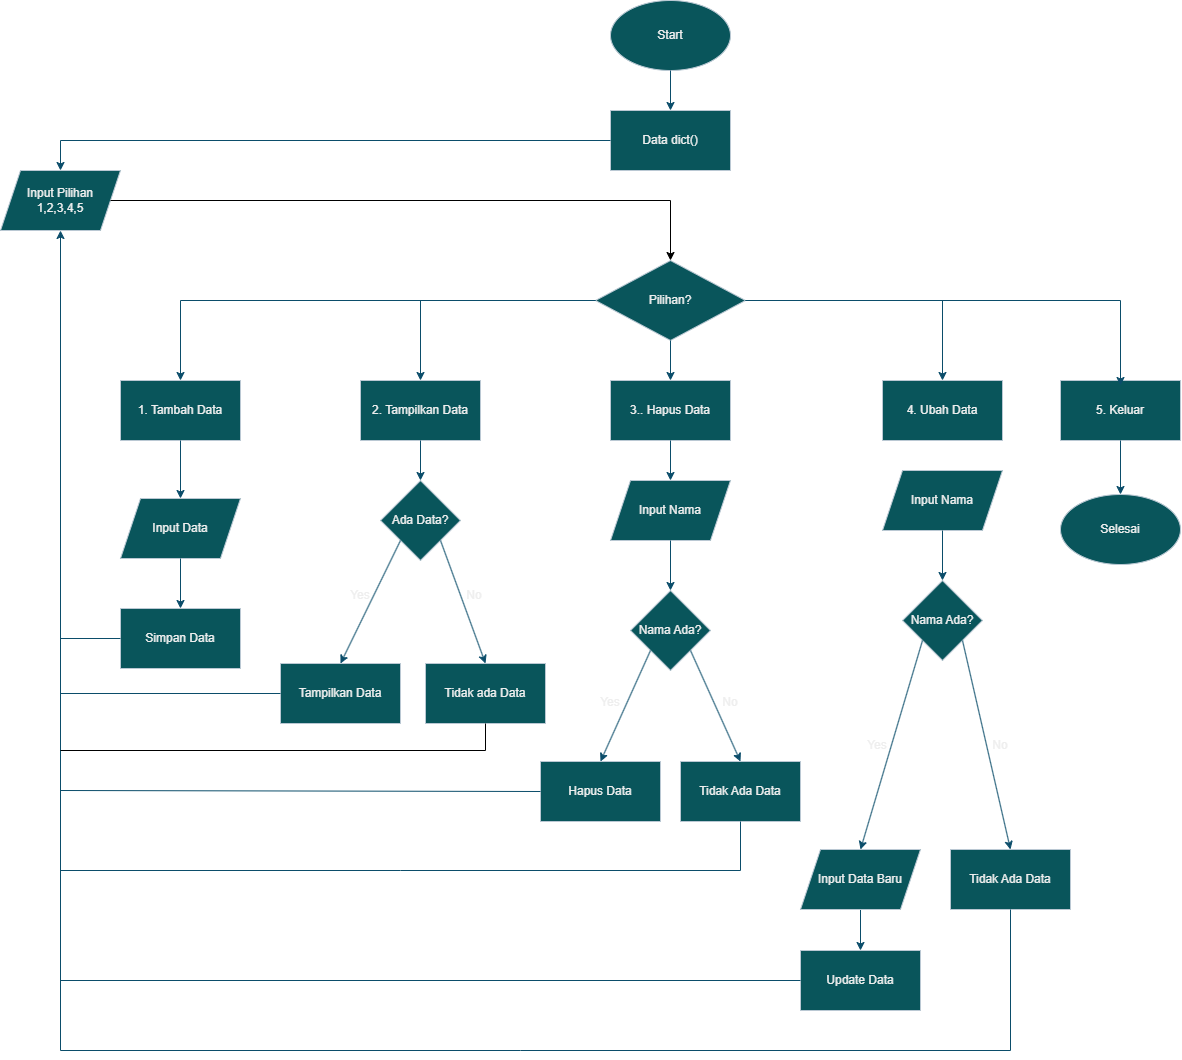 Start
Data dict()
Input Pilihan
1,2,3,4,5
Pilihan?
1. Tambah Data
2. Tampilkan Data
3.. Hapus Data
4. Ubah Data
5. Keluar
Input Data
Ada Data?
Input Nama
Input Nama
Selesai
Yes
No
Nama Ada?
Nama Ada?
Simpan Data
Tampilkan Data
Tidak ada Data
Yes
No
Yes
No
Hapus Data
Tidak Ada Data
Input Data Baru
Tidak Ada Data
Update Data